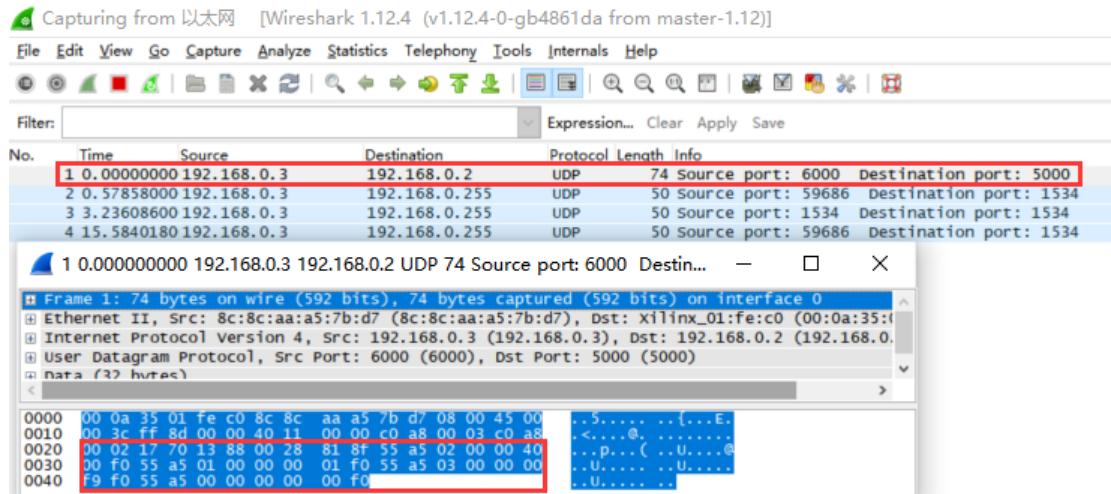 Capturing from 以太网 [Wireshark 1.12.4 (v1.12.4-0-gb4861da from master-1.12)]
File Edit View Go Capture Analyze Statistics Telephony Tools Internals Help
Filter: Expression... Clear Apply Save
No. Time Source Destination Protocol Length Info
1 0.00000000 192.168.0.3 192.168.0.2 UDP 74 Source port: 6000 Destination port: 5000
2 0.57858000 192.168.0.3 192.168.0.255 UDP 50 Source port: 59686 Destination port: 1534
3 3.23608600 192.168.0.3 192.168.0.255 UDP 50 Source port: 1534 Destination port: 1534
4 15.5840180 192.168.0.3 192.168.0.255 UDP 50 Source port: 59686 Destination port: 1534
1 0.000000000 192.168.0.3 192.168.0.2 UDP 74 Source port: 6000 Destin...
Frame 1: 74 bytes on wire (592 bits), 74 bytes captured (592 bits) on interface 0
Ethernet II, Src: 8c:8c:aa:a5:7b:d7 (8c:8c:aa:a5:7b:d7), Dst: Xilinx_01:fe:c0 (00:0a:35:
Internet Protocol Version 4, Src: 192.168.0.3 (192.168.0.3), Dst: 192.168.0.2 (192.168.0.
User Datagram Protocol, Src Port: 6000 (6000), Dst Port: 5000 (5000)
Data (32 bytes)
0000 00 0a 35 01 fe c0 8c 8c aa a5 7b d7 08 00 45 00 ..5..... ..{...E.
0010 00 3c ff 8d 00 00 40 11 00 00 c0 a8 00 03 c0 a8 .<....@. ........
0020 00 02 17 70 13 88 00 28 81 8f 55 a5 02 00 00 40 ...p...( ..U....@
0030 00 f0 55 a5 01 00 00 00 01 f0 55 a5 03 00 00 00 ..U..... ..U.....
0040 f9 f0 55 a5 00 00 00 00 00 f0 ..U..... ..